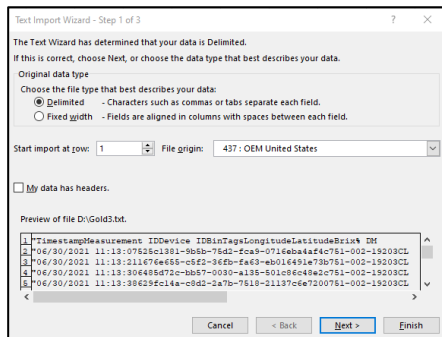 Text Import Wizard - Step 1 of 3 ? ×
The Text Wizard has determined that your data is Delimited.
If this is correct, choose Next, or choose the data type that best describes your data.
Original data type
Choose the file type that best describes your data:
Delimited - Characters such as commas or tabs separate each field.
Fixed width - Fields are aligned in columns with spaces between each field.
Start import at row: 1 File origin: 437 : OEM United States
My data has headers.
Preview of file D:\Gold3.txt.
1 "TimestampMeasurement IDDevice IDBinTagsLongitudeLatitudeBrix% DM
2 "06/30/2021 11:13:07525c1381-9b5b-75d2-fca9-0716eba4af4c751-002-19203CL
3 "06/30/2021 11:13:211676e655-c5f2-36fb-fa63-eb016491e73b751-002-19203CL
4 "06/30/2021 11:13:306485d72c-bb57-0030-a135-501c86c48e2c751-002-19203CL
5 "06/30/2021 11:13:38629fc14a-c8d2-2a7b-7518-21137c6e7200751-002-19203CL
Cancel < Back Next > Finish